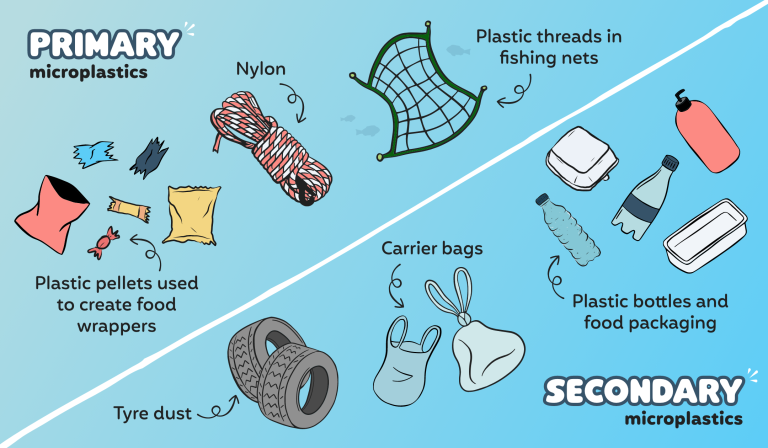 PRIMARY
microplastics
Nylon
Plastic threads in
fishing nets
Plastic pellets used
to create food
wrappers
Carrier bags
Plastic bottles and
food packaging
Tyre dust
SECONDARY
microplastics